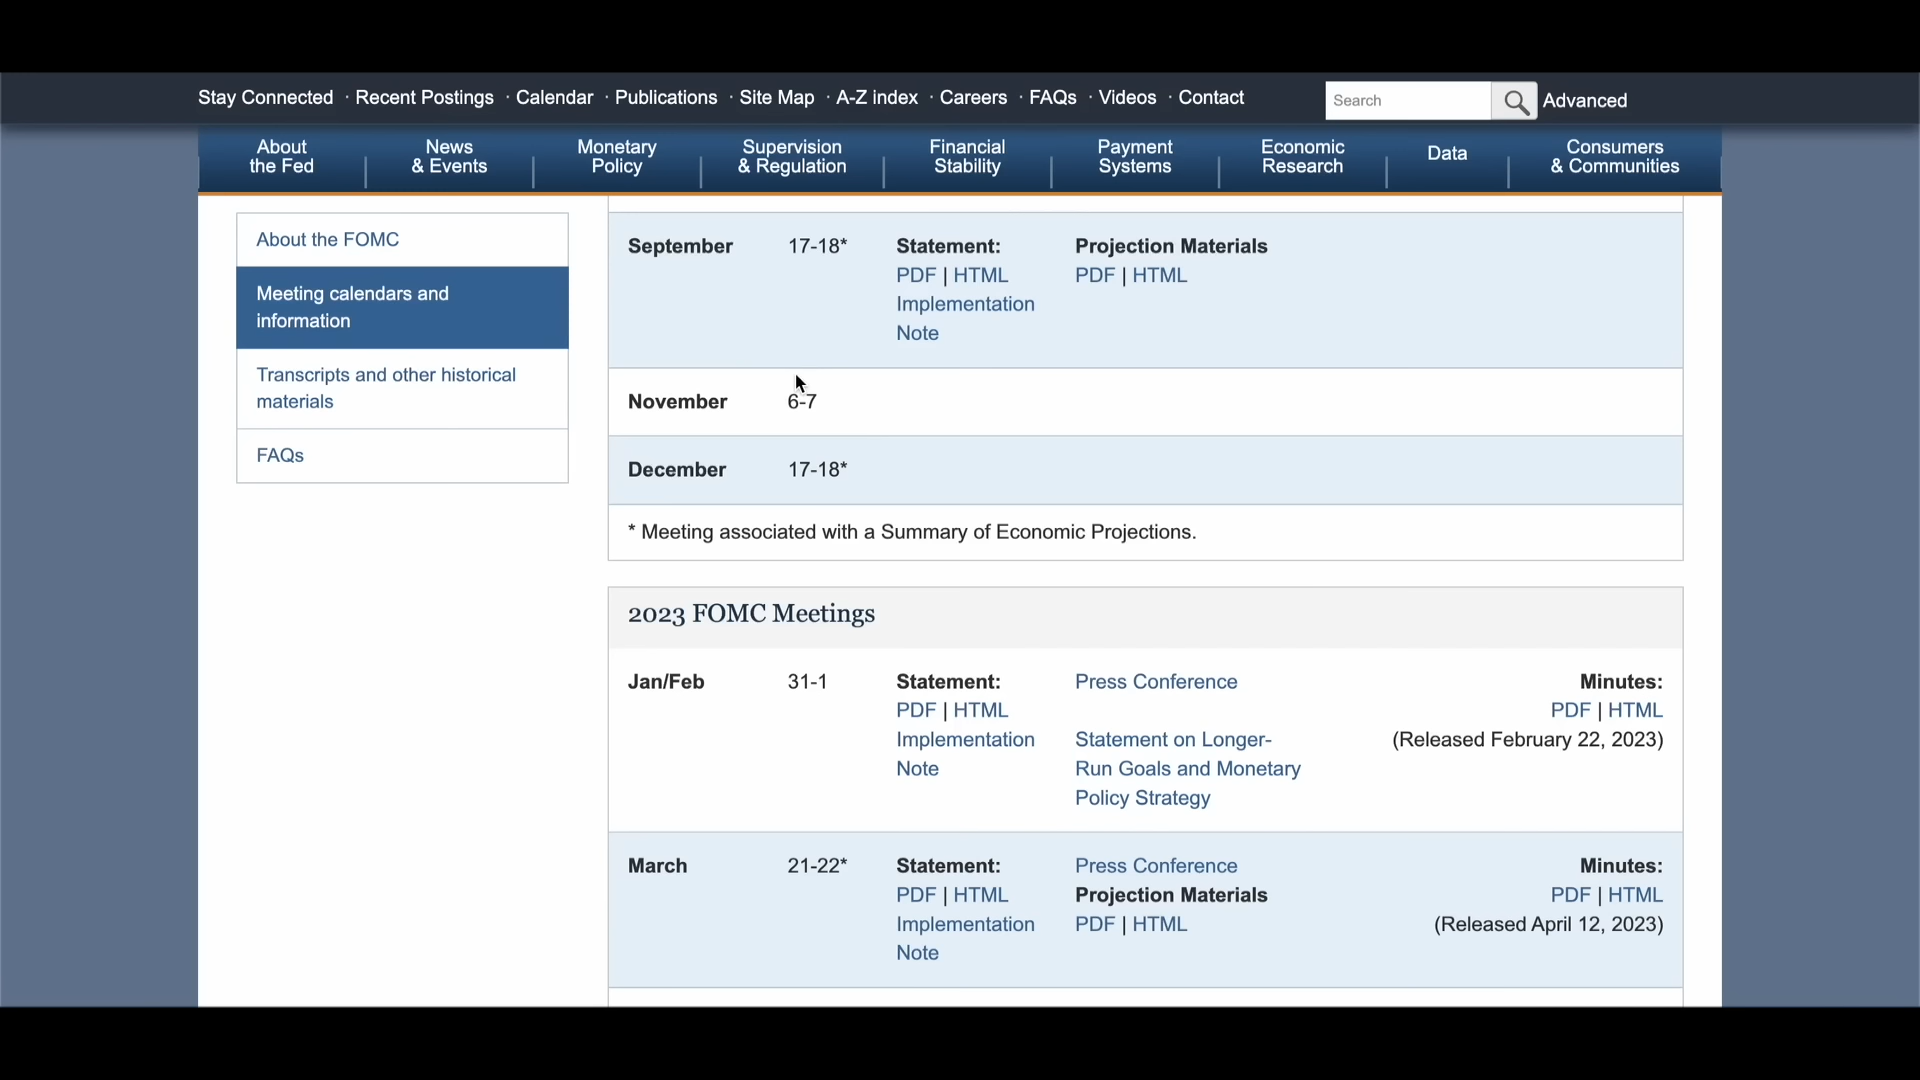 Stay Connected · Recent Postings · Calendar · Publications · Site Map · A-Z index · Careers · FAQs · Videos · Contact
Search
Advanced
About
the Fed
News
& Events
Monetary
Policy
Supervision
& Regulation
Financial
Stability
Payment
Systems
Economic
Research
Data
Consumers
& Communities
About the FOMC
Meeting calendars and
information
Transcripts and other historical
materials
FAQs
September
17-18*
Statement:
PDF | HTML
Implementation
Note
Projection Materials
PDF | HTML
November
6-7
December
17-18*
* Meeting associated with a Summary of Economic Projections.
2023 FOMC Meetings
Jan/Feb
31-1
Statement:
PDF | HTML
Implementation
Note
Press Conference
Statement on Longer-
Run Goals and Monetary
Policy Strategy
Minutes:
PDF | HTML
(Released February 22, 2023)
March
21-22*
Statement:
PDF | HTML
Implementation
Note
Press Conference
Projection Materials
PDF | HTML
Minutes:
PDF | HTML
(Released April 12, 2023)